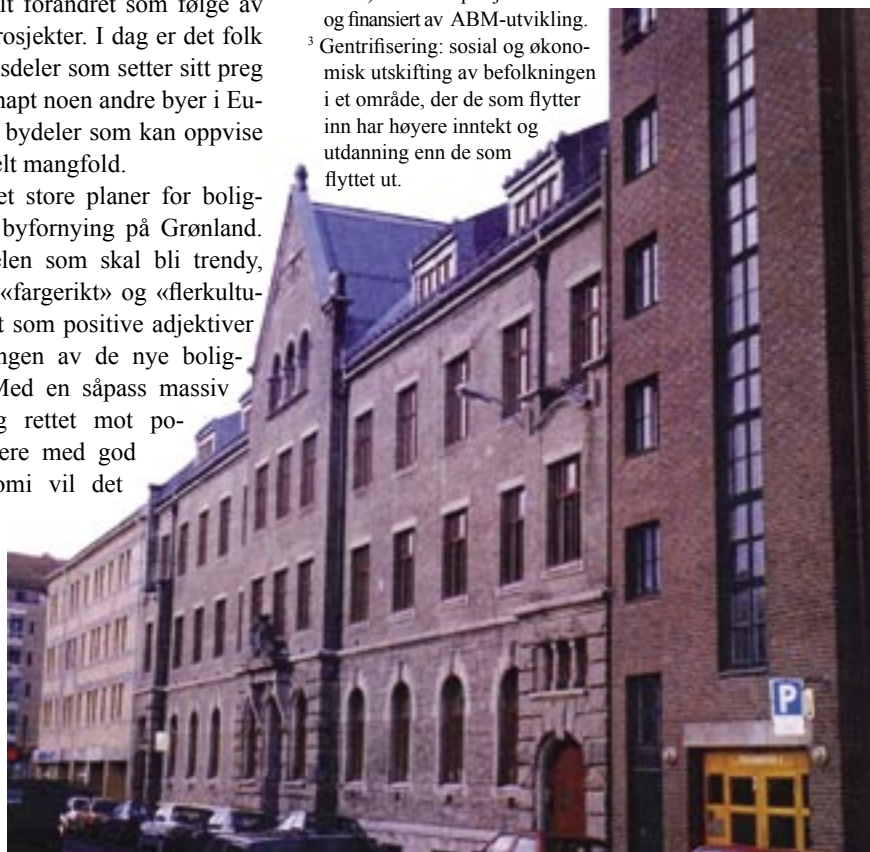 lt forandret som følge av
rosjekter. I dag er det folk
sdeler som setter sitt preg
napt noen andre byer i Eu-
bydeler som kan oppvise
elt mangfold.
et store planer for bolig-
byfornying på Grønland.
elen som skal bli trendy,
«fargerikt» og «flerkultu-
t som positive adjektiver
ngen av de nye bolig-
Med en såpass massiv
g rettet mot po-
ere med god
omi vil det
og finansiert av ABM-utvikling.
³ Gentrifisering: sosial og økono-
misk utskifting av befolkningen
i et område, der de som flytter
inn har høyere inntekt og
utdanning enn de som
flyttet ut.
P